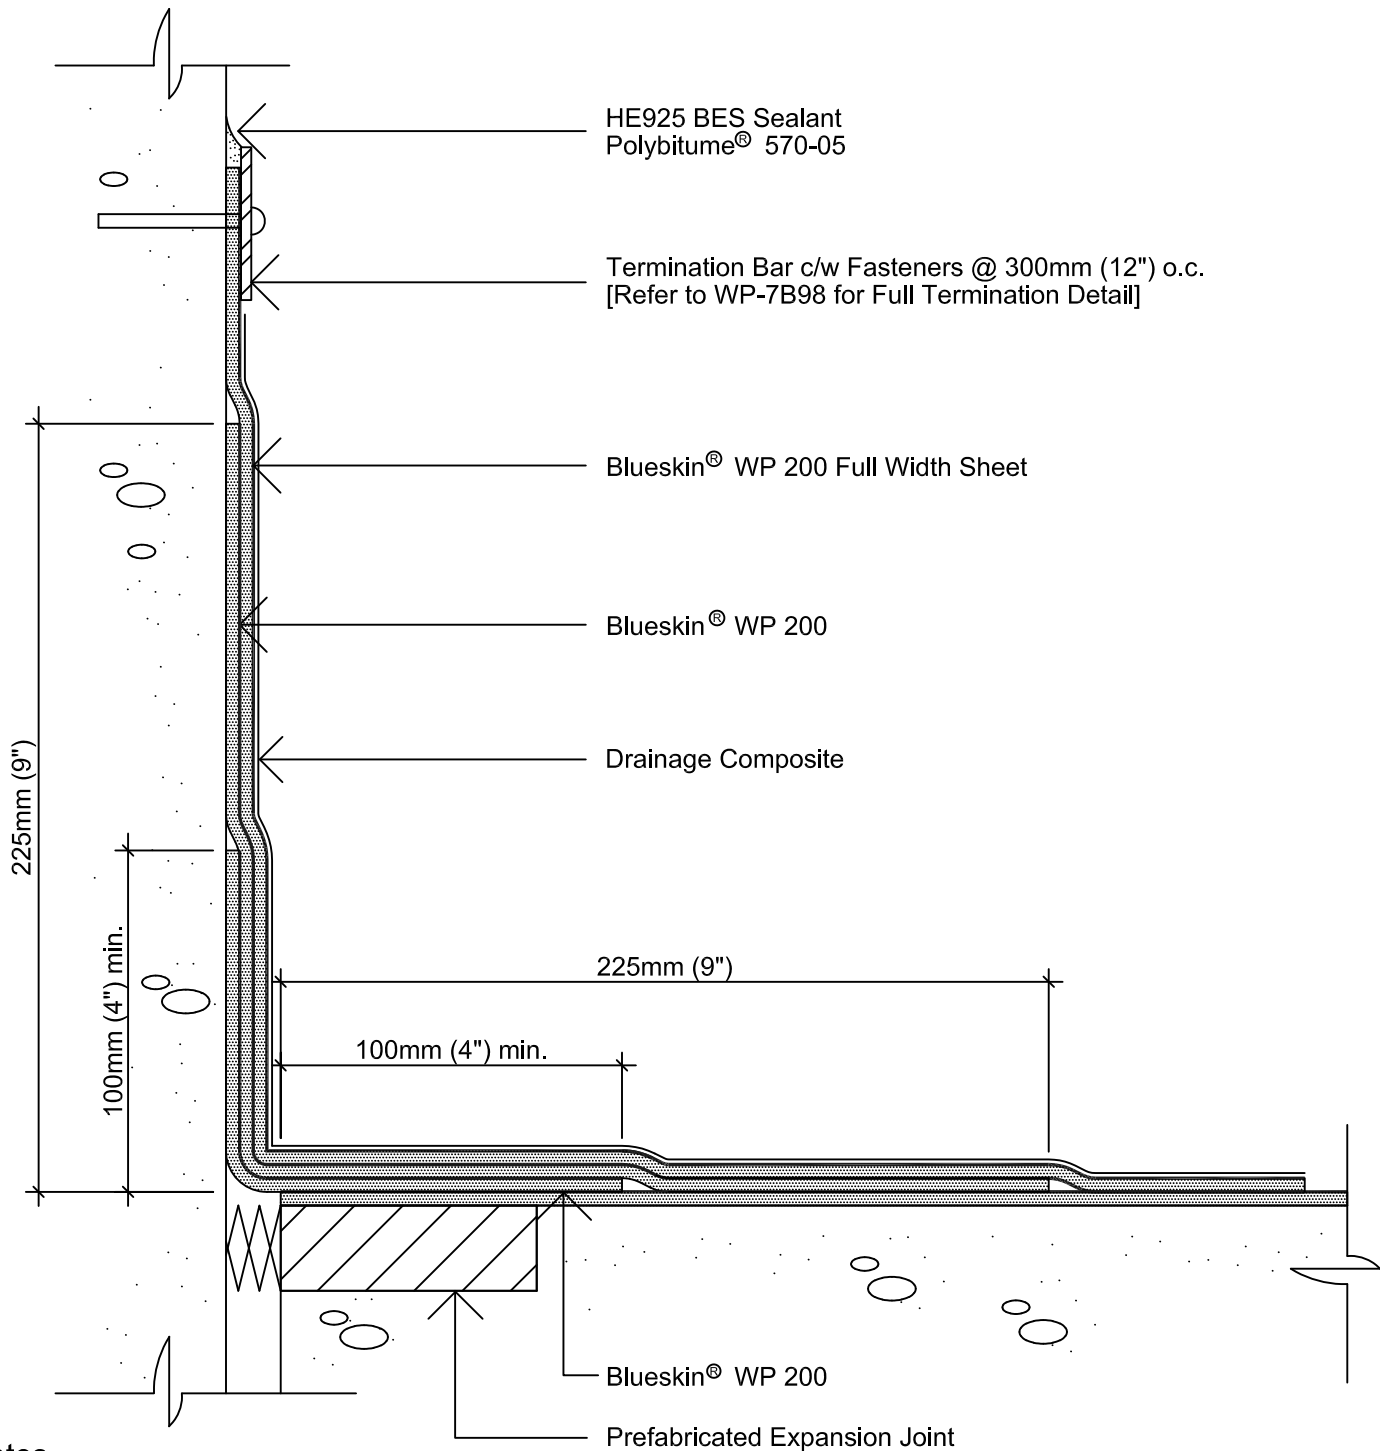 HE925 BES Sealant
Polybitume® 570-05
Termination Bar c/w Fasteners @ 300mm (12") o.c.
[Refer to WP-7B98 for Full Termination Detail]
Blueskin® WP 200 Full Width Sheet
Blueskin® WP 200
Drainage Composite
225mm (9")
100mm (4") min.
225mm (9")
100mm (4") min.
Blueskin® WP 200
Prefabricated Expansion Joint